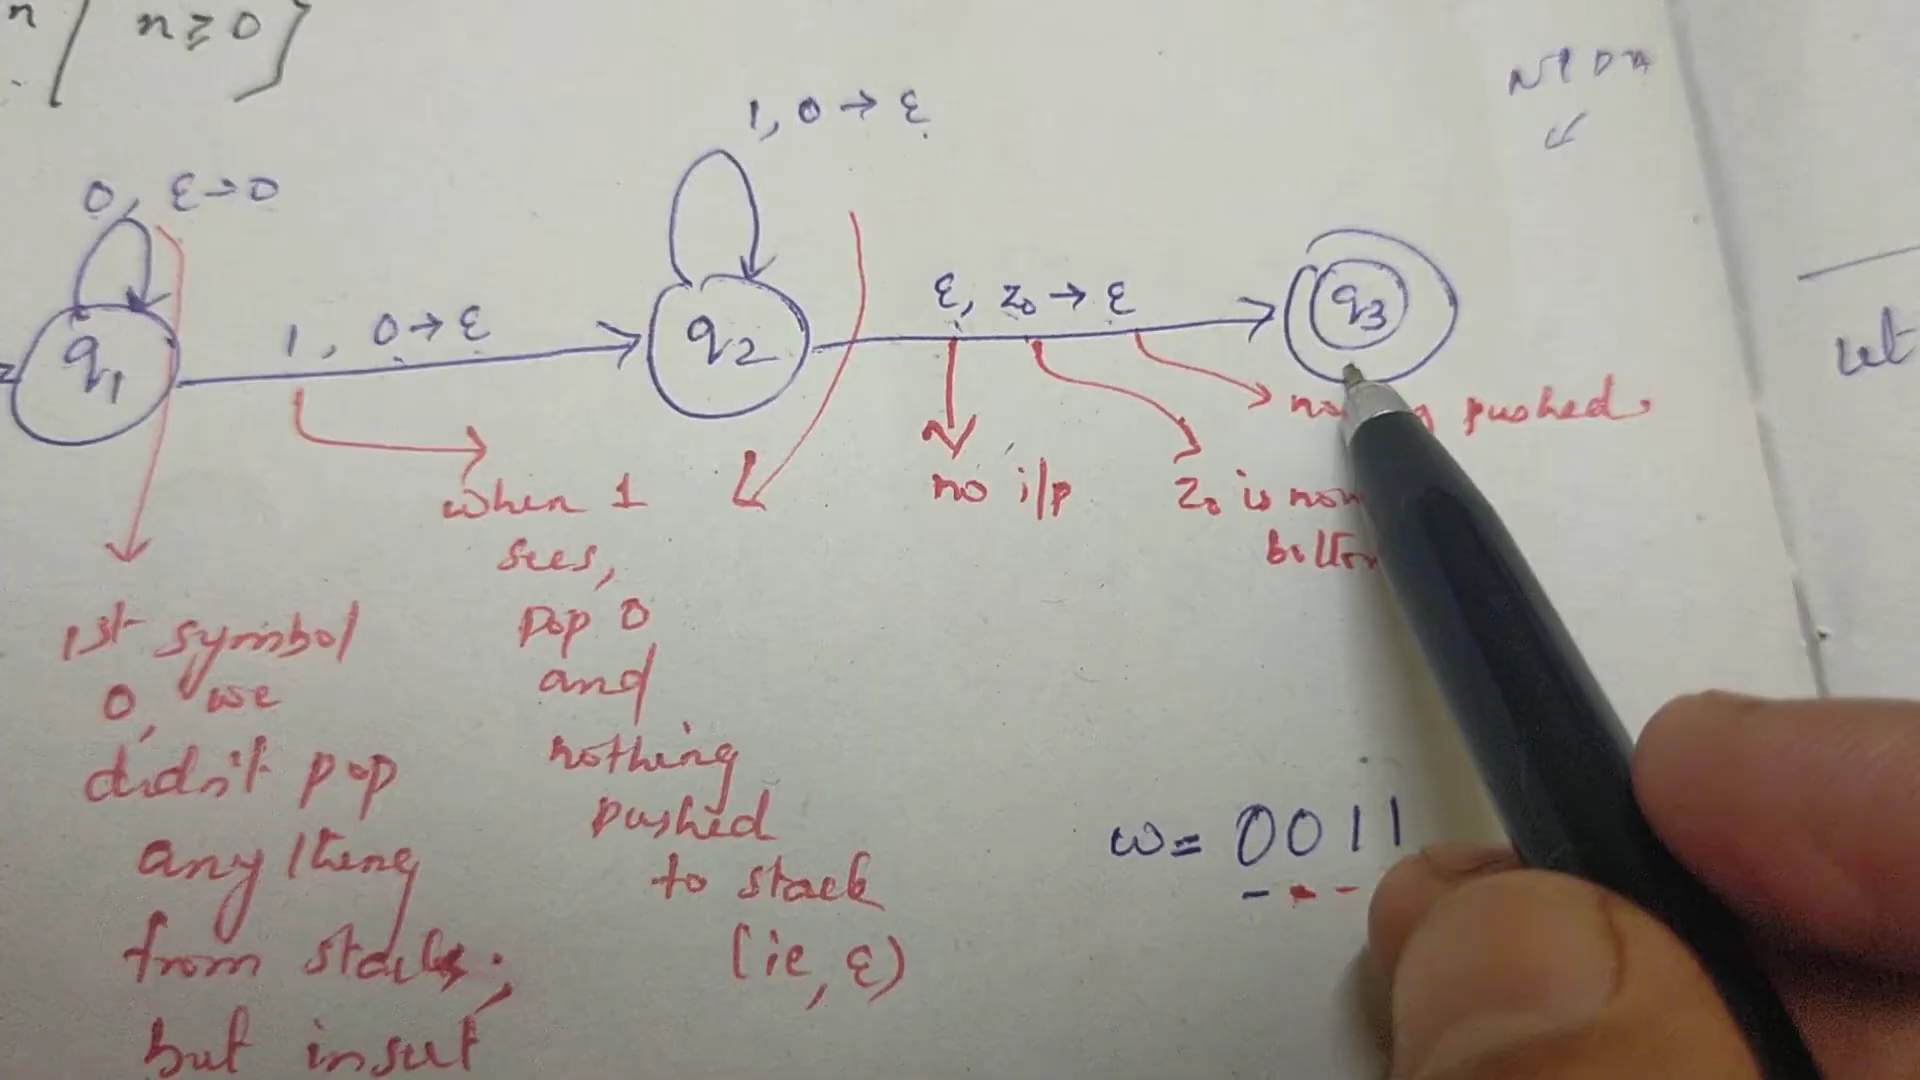 n / n ≥ 0}
NPDA
1, 0 → ε
0, ε → 0
ε, z₀ → ε
1, 0 → ε
q₁
q₂
q₃
pushed
when 1
sees,
pop 0
and
nothing
pushed
to stack
(ie, ε)
no i/p
z₀ is
1st symbol
0, we
didn't pop
anything
from stack;
but insert
w = 0011